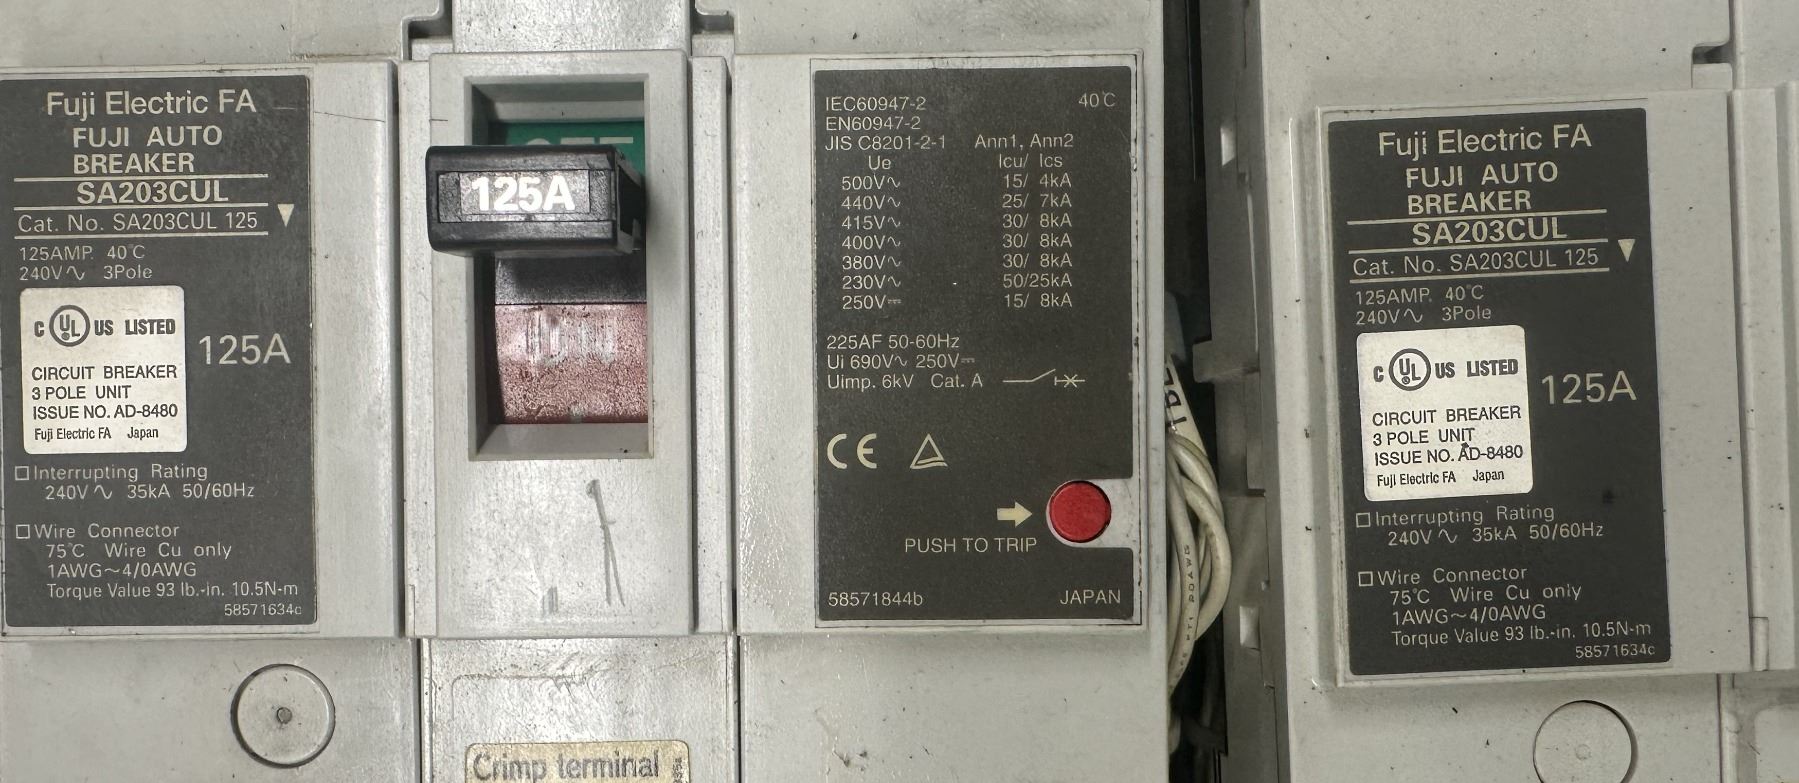 Fuji Electric FA
FUJI AUTO
BREAKER
SA203CUL
Cat. No. SA203CUL 125
125AMP. 40°C
240V∿ 3Pole
C UL US LISTED
CIRCUIT BREAKER
3 POLE UNIT
ISSUE NO. AD-8480
Fuji Electric FA Japan
125A
□ Interrupting Rating
240V ∿ 35kA 50/60Hz
□ Wire Connector
75°C Wire Cu only
1AWG～4/0AWG
Torque Value 93 lb.-in. 10.5N-m
58571634c
125A
Crimp terminal
IEC60947-2 40°C
EN60947-2
JIS C8201-2-1 Ann1, Ann2
Ue Icu/ Ics
500V∿ 15/ 4kA
440V∿ 25/ 7kA
415V∿ 30/ 8kA
400V∿ 30/ 8kA
380V∿ 30/ 8kA
230V∿ 50/25kA
250V⎓ 15/ 8kA
225AF 50-60Hz
Ui 690V∿ 250V⎓
Uimp. 6kV Cat. A
CE
PUSH TO TRIP
58571844b JAPAN
Fuji Electric FA
FUJI AUTO
BREAKER
SA203CUL
Cat. No. SA203CUL 125
125AMP. 40°C
240V∿ 3Pole
C UL US LISTED
CIRCUIT BREAKER
3 POLE UNIT
ISSUE NO. AD-8480
Fuji Electric FA Japan
125A
□ Interrupting Rating
240V ∿ 35kA 50/60Hz
□ Wire Connector
75°C Wire Cu only
1AWG～4/0AWG
Torque Value 93 lb.-in. 10.5N-m
58571634c